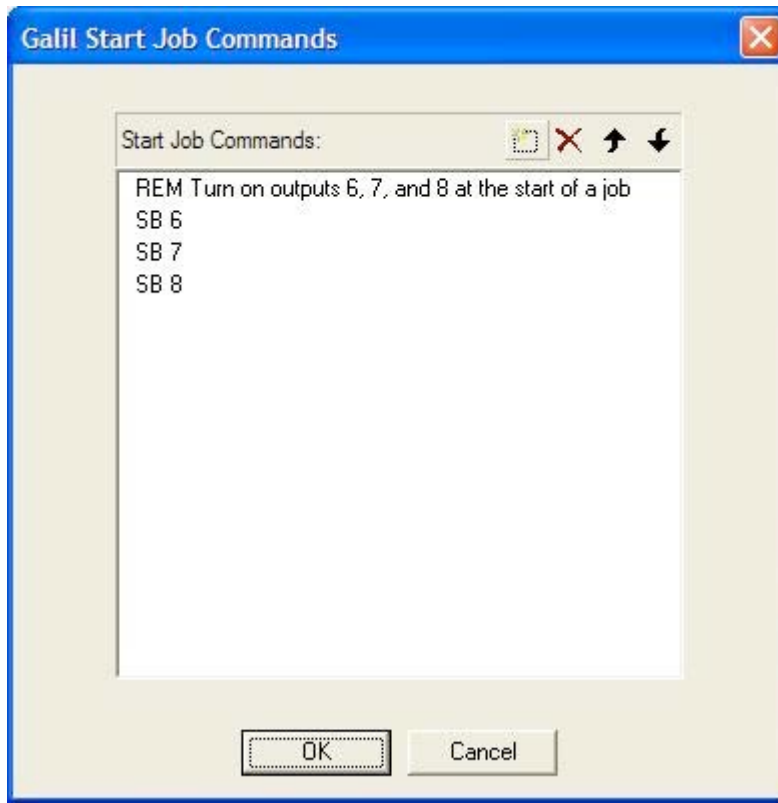 Galil Start Job Commands
Start Job Commands:
REM Turn on outputs 6, 7, and 8 at the start of a job
SB 6
SB 7
SB 8
OK
Cancel